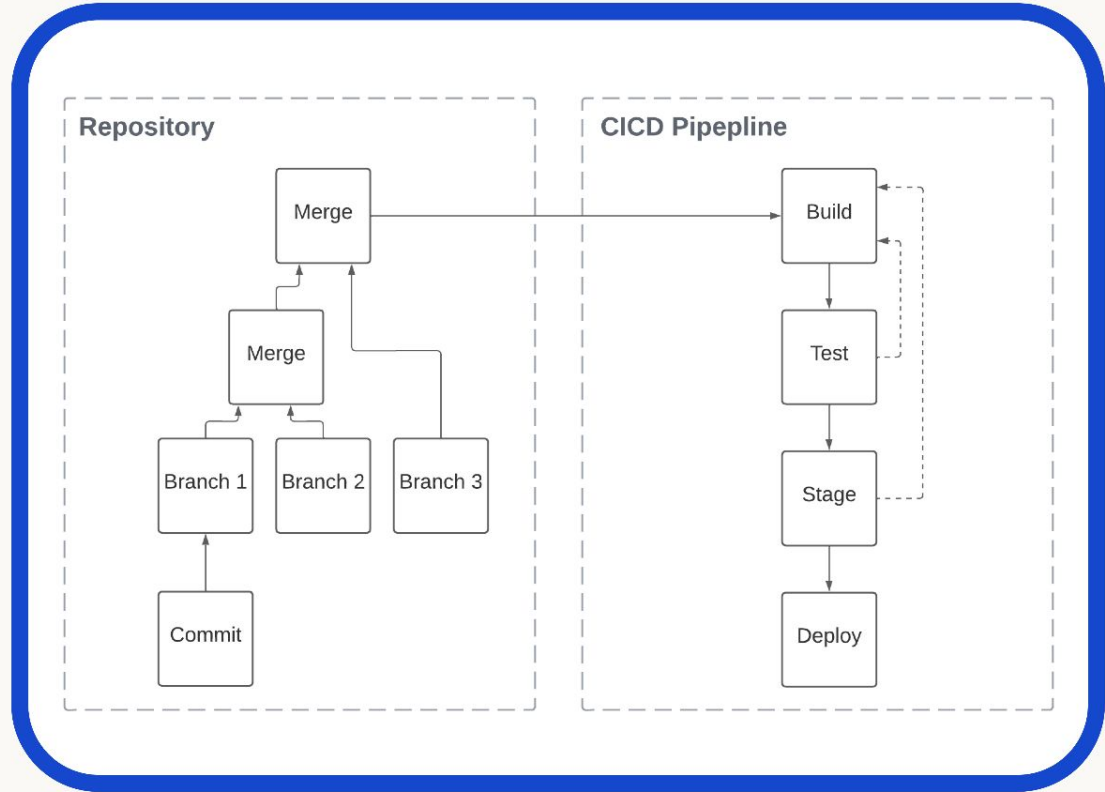 Repository
Merge
Merge
Branch 1
Branch 2
Branch 3
Commit
CICD Pipepline
Build
Test
Stage
Deploy